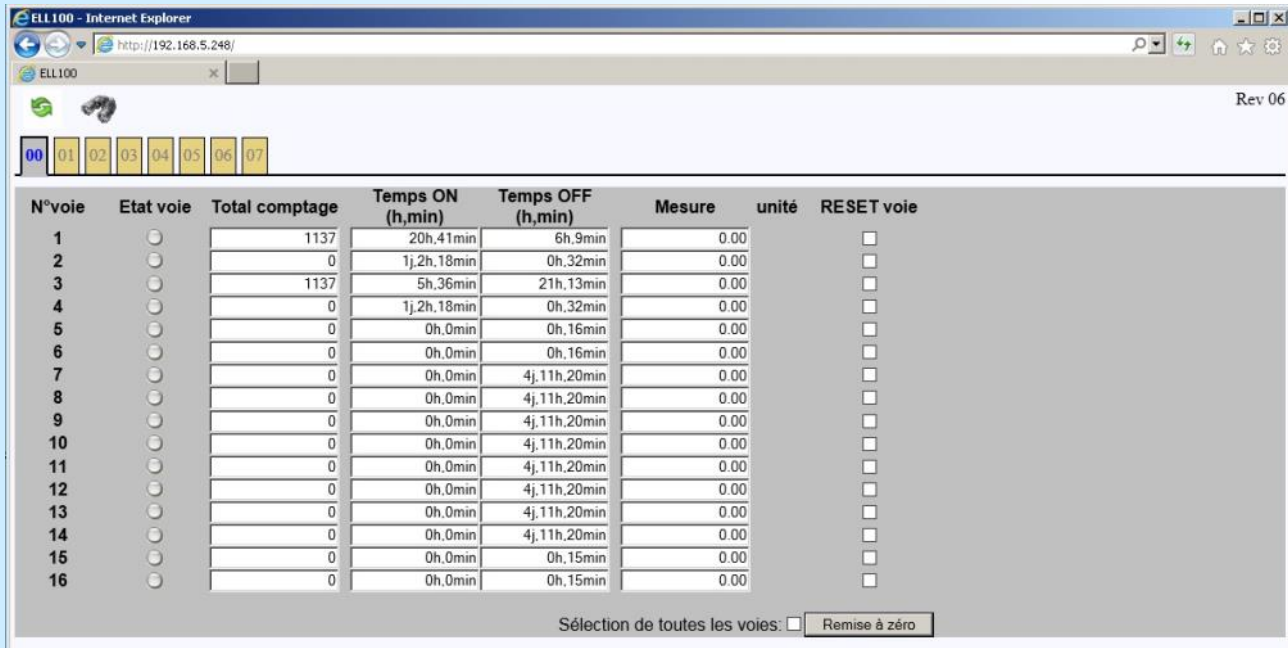 ELL100 - Internet Explorer
http://192.168.5.248/
ELL100
Rev 06
00 01 02 03 04 05 06 07
N°voie Etat voie Total comptage Temps ON (h,min) Temps OFF (h,min) Mesure unité RESET voie
1 1137 20h,41min 6h,9min 0.00
2 0 1j,2h,18min 0h,32min 0.00
3 1137 5h,36min 21h,13min 0.00
4 0 1j,2h,18min 0h,32min 0.00
5 0 0h,0min 0h,16min 0.00
6 0 0h,0min 0h,16min 0.00
7 0 0h,0min 4j,11h,20min 0.00
8 0 0h,0min 4j,11h,20min 0.00
9 0 0h,0min 4j,11h,20min 0.00
10 0 0h,0min 4j,11h,20min 0.00
11 0 0h,0min 4j,11h,20min 0.00
12 0 0h,0min 4j,11h,20min 0.00
13 0 0h,0min 4j,11h,20min 0.00
14 0 0h,0min 4j,11h,20min 0.00
15 0 0h,0min 0h,15min 0.00
16 0 0h,0min 0h,15min 0.00
Sélection de toutes les voies: Remise à zéro